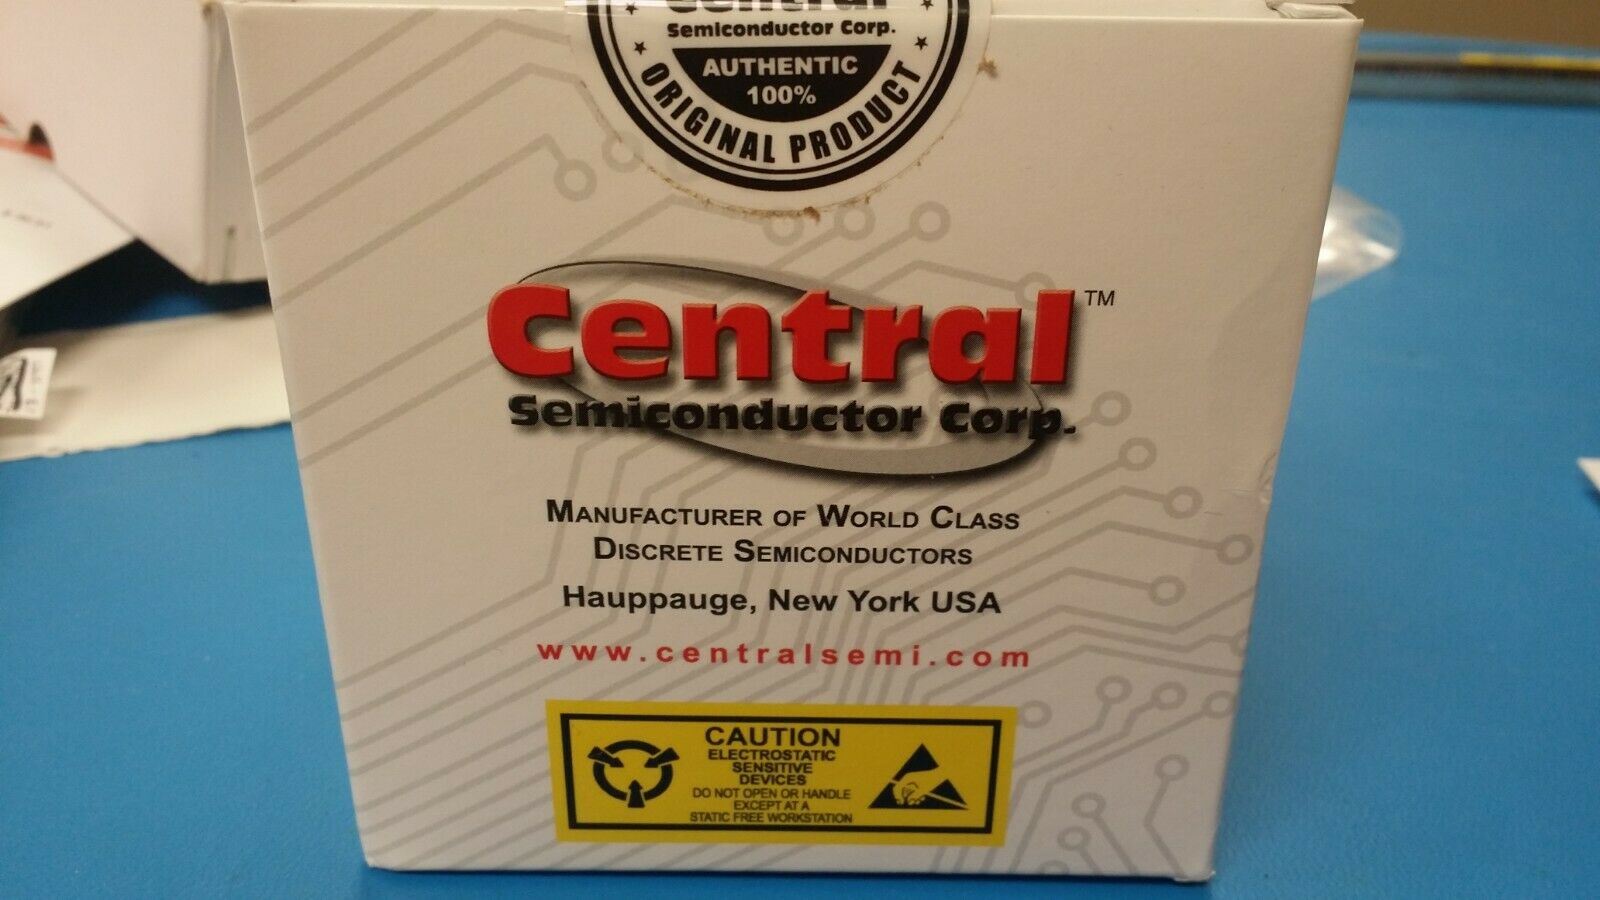 Central
Semiconductor Corp.
AUTHENTIC
100%
ORIGINAL PRODUCT
Central™
Semiconductor Corp.
MANUFACTURER OF WORLD CLASS
DISCRETE SEMICONDUCTORS
Hauppauge, New York USA
www.centralsemi.com
CAUTION
ELECTROSTATIC
SENSITIVE
DEVICES
DO NOT OPEN OR HANDLE
EXCEPT AT A
STATIC FREE WORKSTATION